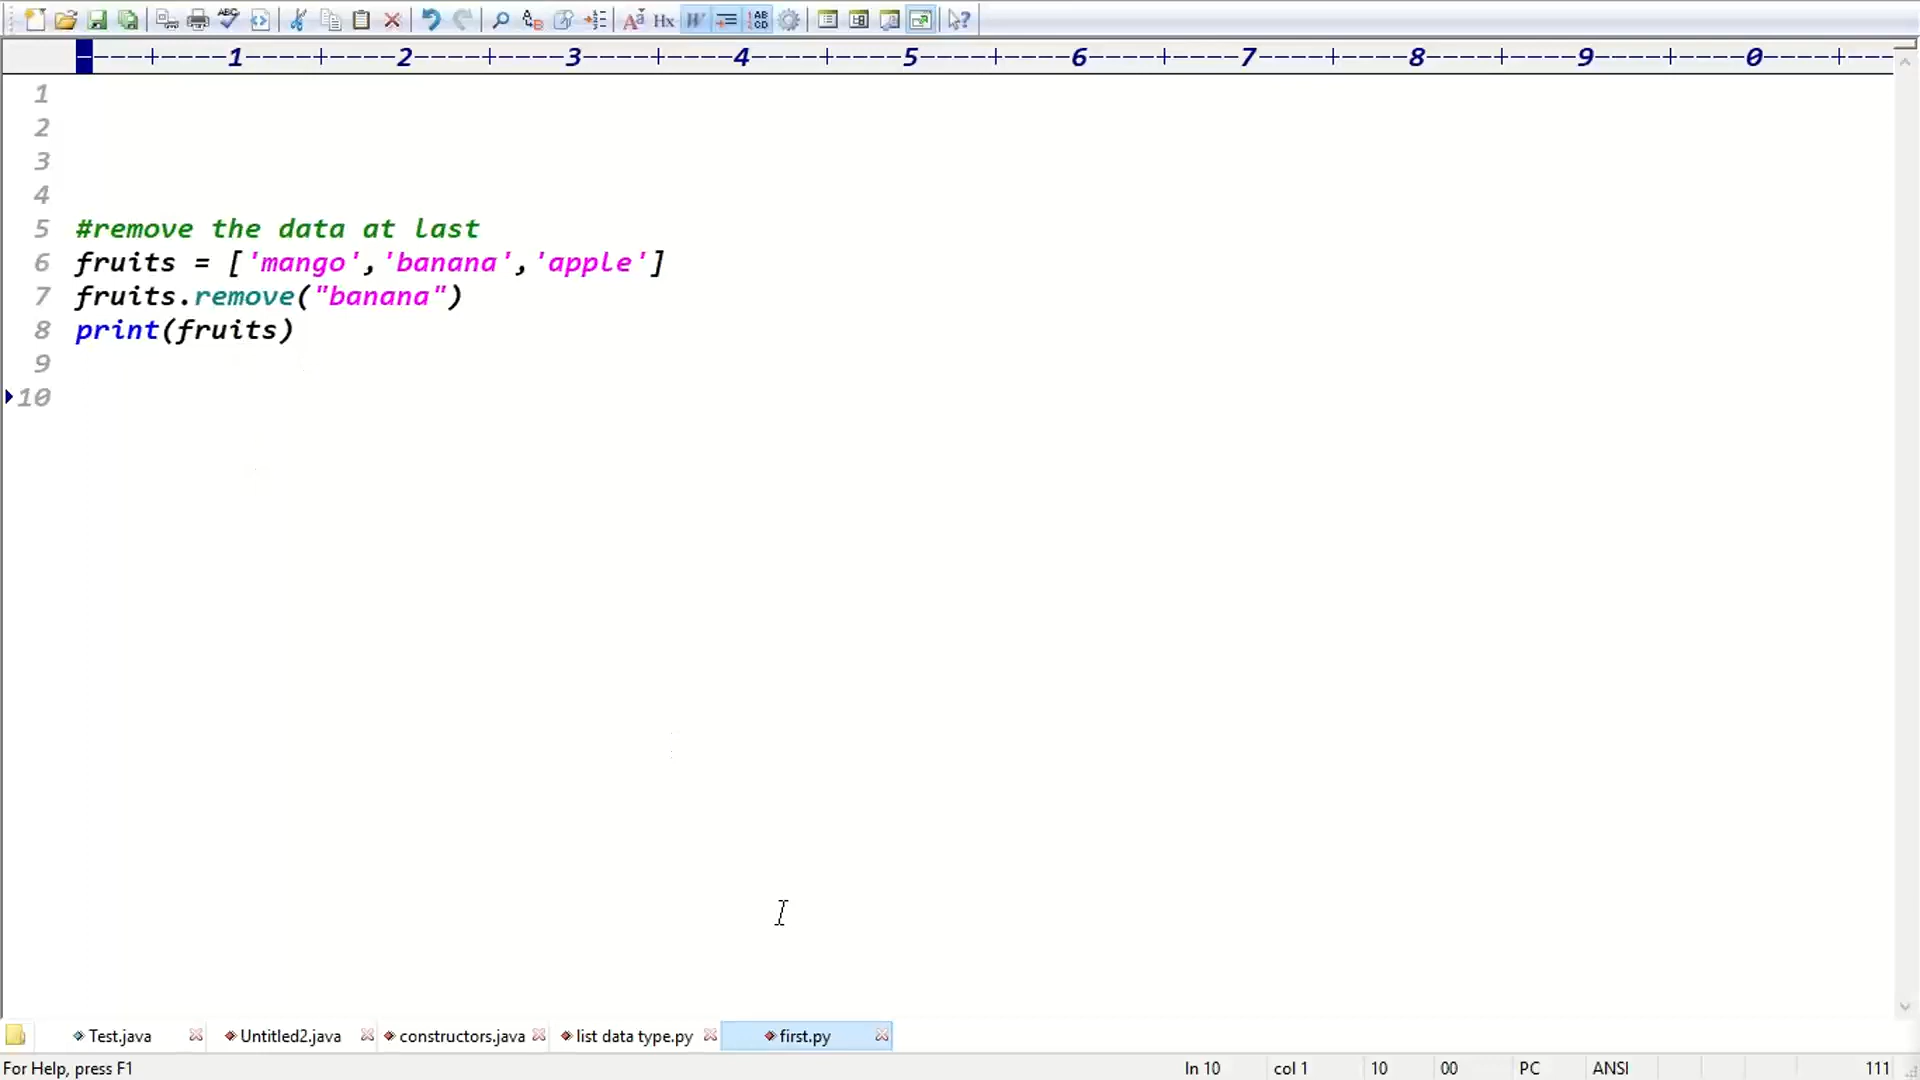 Hx W
----+----1----+----2----+----3----+----4----+----5----+----6----+----7----+----8----+----9----+----0----+---
1
2
3
4
5 #remove the data at last
6 fruits = ['mango','banana','apple']
7 fruits.remove("banana")
8 print(fruits)
9
10
Test.java Untitled2.java constructors.java list data type.py first.py
For Help, press F1 ln 10 col 1 10 00 PC ANSI 111